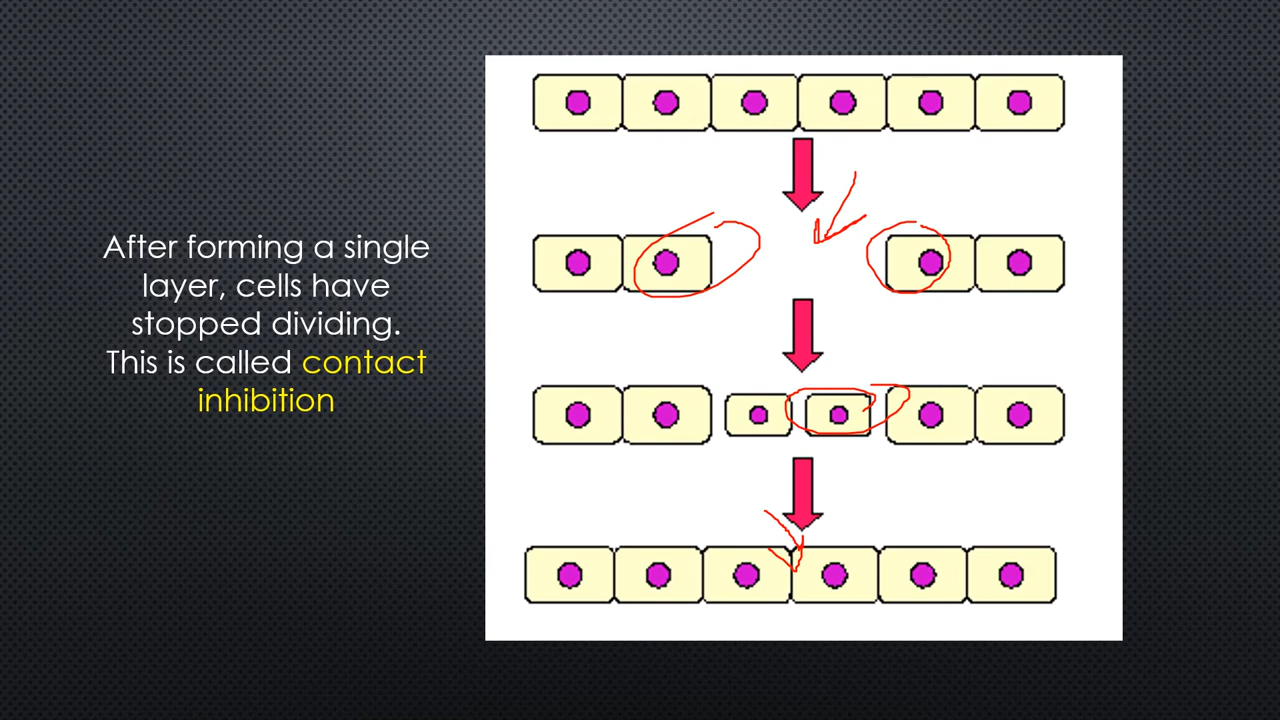 After forming a single
layer, cells have
stopped dividing.
This is called contact
inhibition